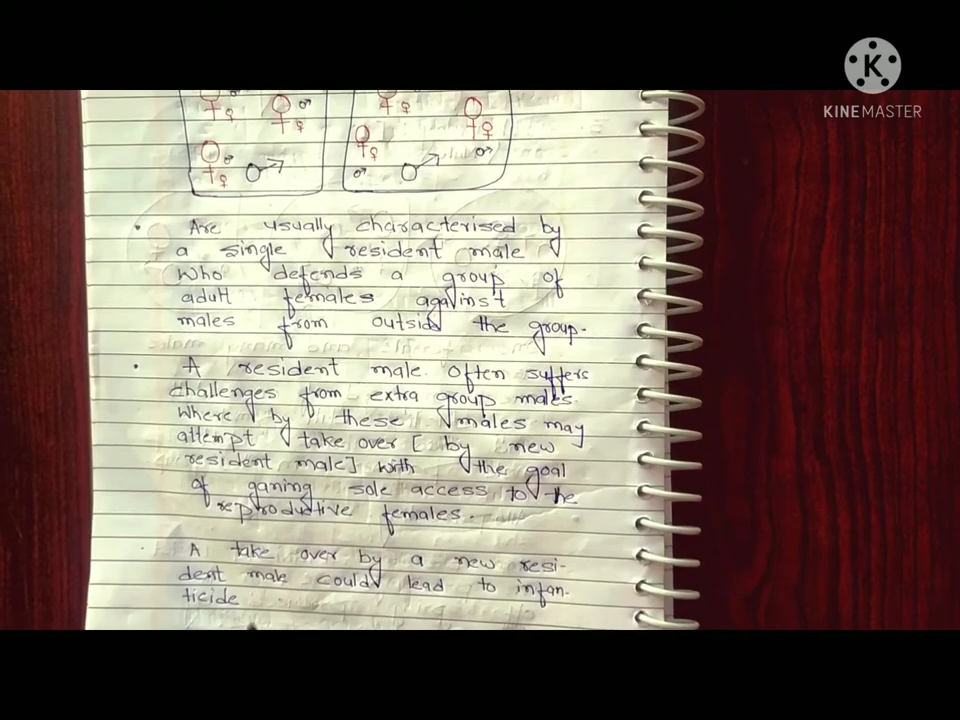 K
KINEMASTER
• Are usually characterised by
a single resident male
who defends a group of
adult females against
males from outside the group.
• A resident male often suffers
challenges from extra group males
where by these males may
attempt take over [ by new
resident male] with the goal
of ganing sole access to the
reproductive females.
• A take over by a new resi-
dent male could lead to infan-
ticide